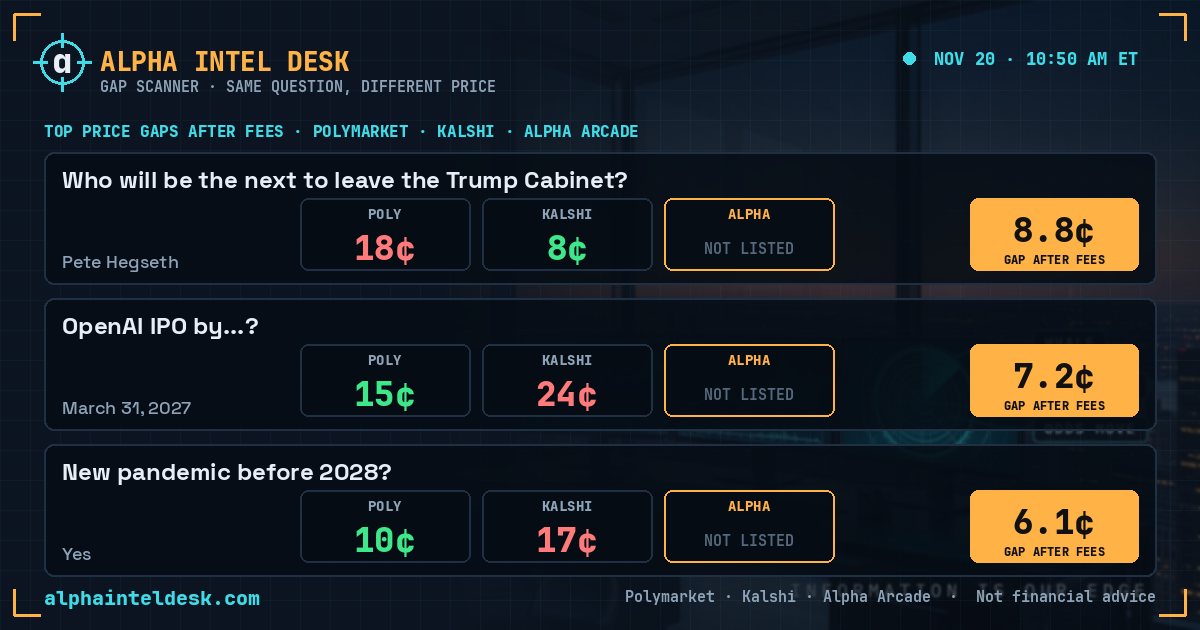 α
ALPHA INTEL DESK
GAP SCANNER · SAME QUESTION, DIFFERENT PRICE
NOV 20 · 10:50 AM ET
TOP PRICE GAPS AFTER FEES · POLYMARKET · KALSHI · ALPHA ARCADE
Who will be the next to leave the Trump Cabinet?
Pete Hegseth
POLY
18¢
KALSHI
8¢
ALPHA
NOT LISTED
8.8¢
GAP AFTER FEES
OpenAI IPO by...?
March 31, 2027
POLY
15¢
KALSHI
24¢
ALPHA
NOT LISTED
7.2¢
GAP AFTER FEES
New pandemic before 2028?
Yes
POLY
10¢
KALSHI
17¢
ALPHA
NOT LISTED
6.1¢
GAP AFTER FEES
INFORMATION IS OUR EDGE
alphainteldesk.com
Polymarket · Kalshi · Alpha Arcade · Not financial advice